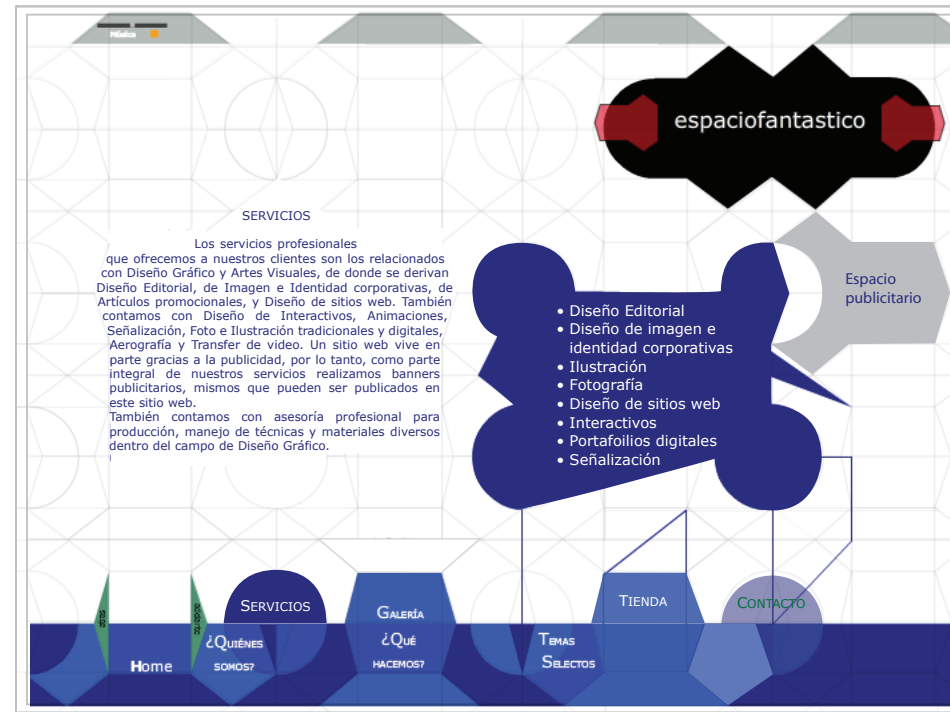 Música
espaciofantastico
SERVICIOS
Los servicios profesionales
que ofrecemos a nuestros clientes son los relacionados
con Diseño Gráfico y Artes Visuales, de donde se derivan
Diseño Editorial, de Imagen e Identidad corporativas, de
Artículos promocionales, y Diseño de sitios web. También
contamos con Diseño de Interactivos, Animaciones,
Señalización, Foto e Ilustración tradicionales y digitales,
Aerografía y Transfer de video. Un sitio web vive en
parte gracias a la publicidad, por lo tanto, como parte
integral de nuestros servicios realizamos banners
publicitarios, mismos que pueden ser publicados en
este sitio web.
También contamos con asesoría profesional para
producción, manejo de técnicas y materiales diversos
dentro del campo de Diseño Gráfico.
Espacio
publicitario
• Diseño Editorial
• Diseño de imagen e
identidad corporativas
• Ilustración
• Fotografía
• Diseño de sitios web
• Interactivos
• Portafoilios digitales
• Señalización
Home
¿QUIÉNES
SOMOS?
SERVICIOS
GALERÍA
¿QUÉ
HACEMOS?
TEMAS
SELECTOS
TIENDA
CONTACTO